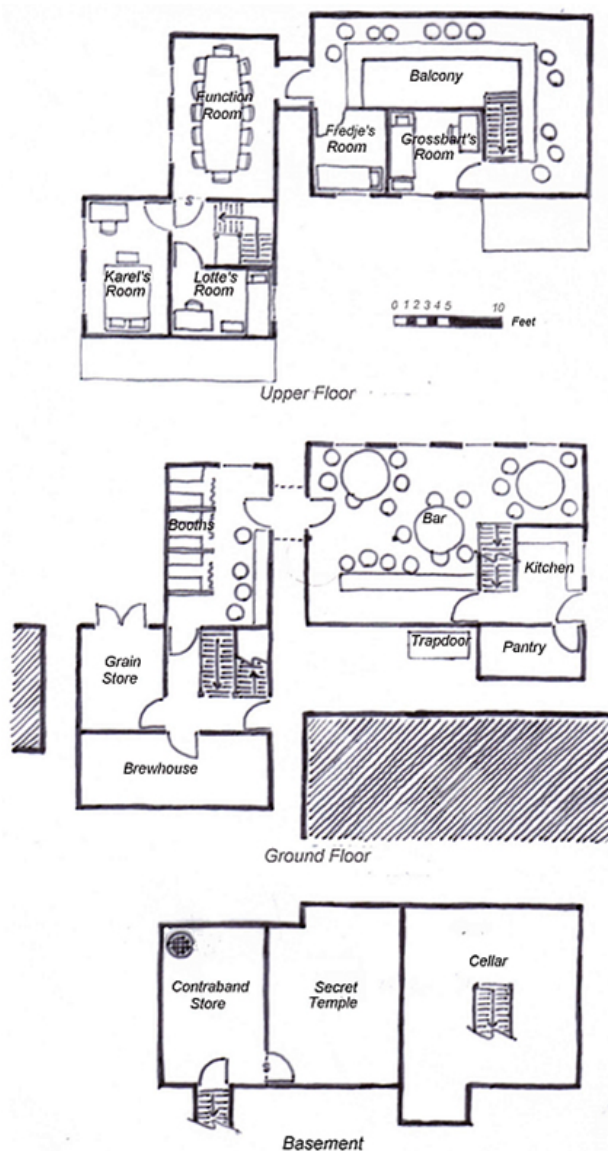 Balcony
Function
Room
Fredje's
Room
Grossbart's
Room
S
Karel's
Room
Lotte's
Room
0 1 2 3 4 5 10
Feet
Upper Floor
Booths
Bar
Kitchen
Grain
Store
Trapdoor
Pantry
Brewhouse
Ground Floor
Contraband
Store
Secret
Temple
Cellar
S
Basement